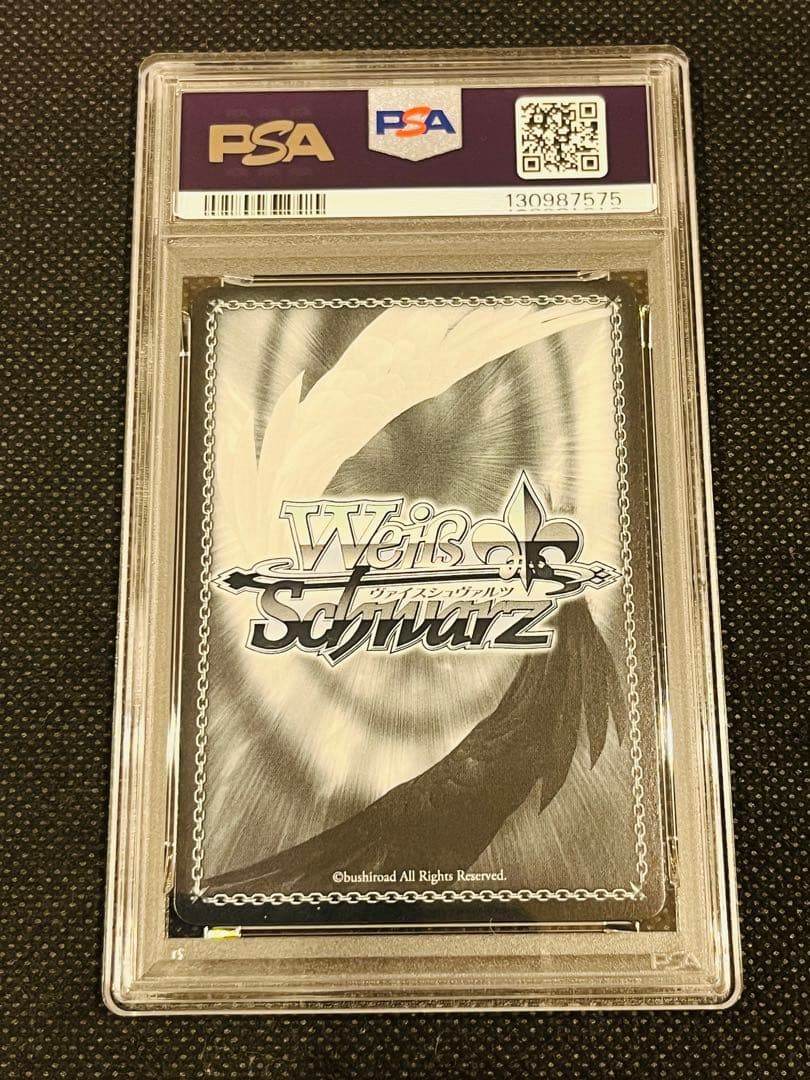 PSA
PSA
130987575
Weiß
ヴァイスシュヴァルツ
Schwarz
©bushiroad All Rights Reserved.
PSA